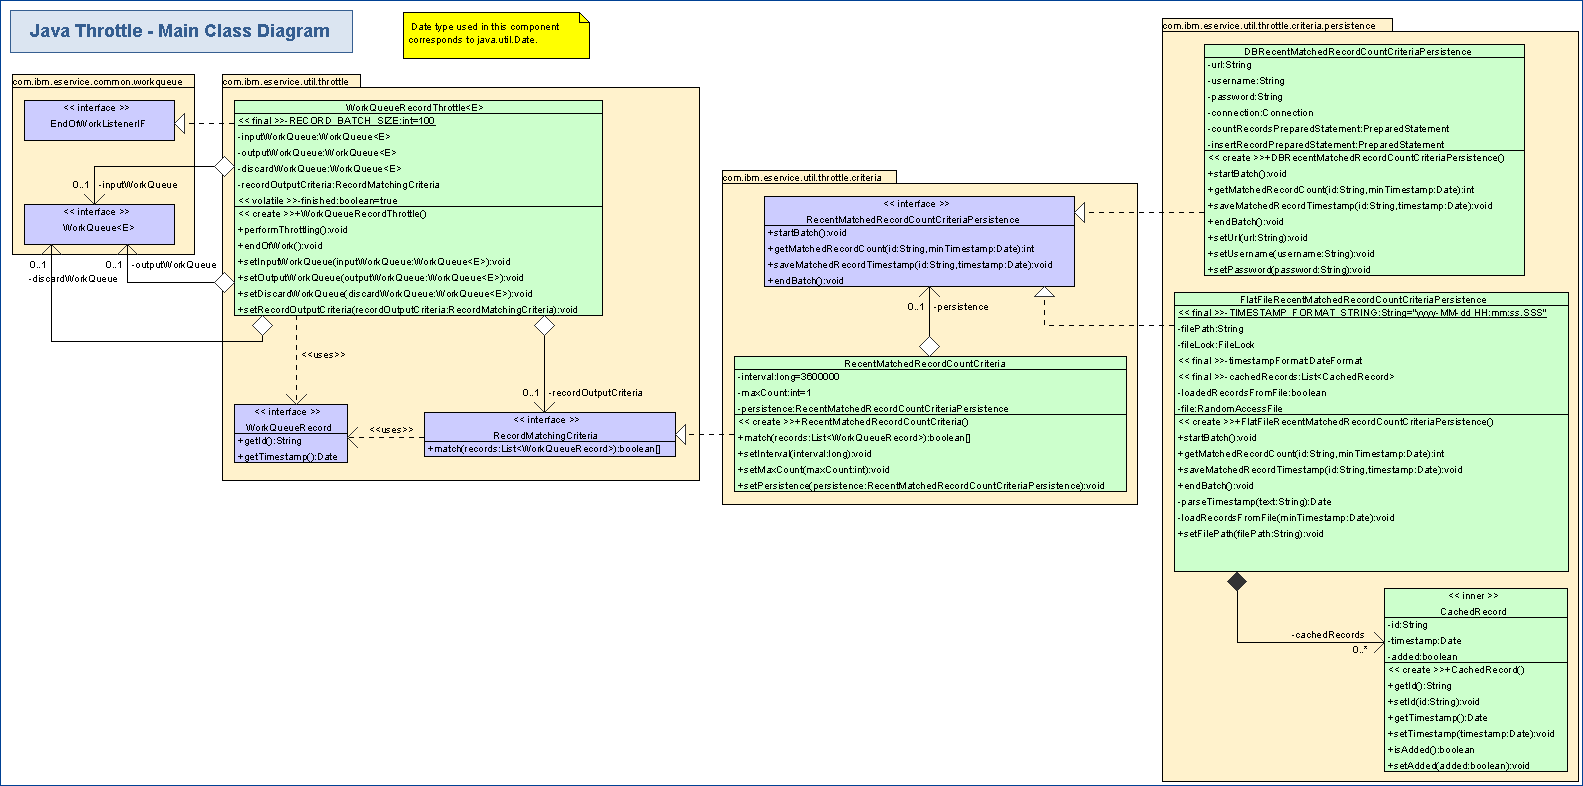 Java Throttle - Main Class Diagram
Date type used in this component
corresponds to java.util.Date.
com.ibm.eservice.common.workqueue
<< interface >>
EndOfWorkListenerIF
0..1
-inputWorkQueue
<< interface >>
WorkQueue<E>
0..1
-discardWorkQueue
0..1
-outputWorkQueue
com.ibm.eservice.util.throttle
WorkQueueRecordThrottle<E>
<< final >>-RECORD_BATCH_SIZE:int=100
-inputWorkQueue:WorkQueue<E>
-outputWorkQueue:WorkQueue<E>
-discardWorkQueue:WorkQueue<E>
-recordOutputCriteria:RecordMatchingCriteria
<< volatile >>-finished:boolean=true
<< create >>+WorkQueueRecordThrottle()
+performThrottling():void
+endOfWork():void
+setInputWorkQueue(inputWorkQueue:WorkQueue<E>):void
+setOutputWorkQueue(outputWorkQueue:WorkQueue<E>):void
+setDiscardWorkQueue(discardWorkQueue:WorkQueue<E>):void
+setRecordOutputCriteria(recordOutputCriteria:RecordMatchingCriteria):void
<<uses>>
0..1
-recordOutputCriteria
<< interface >>
WorkQueueRecord
+getId():String
+getTimestamp():Date
<<uses>>
<< interface >>
RecordMatchingCriteria
+match(records:List<WorkQueueRecord>):boolean[]
com.ibm.eservice.util.throttle.criteria
<< interface >>
RecentMatchedRecordCountCriteriaPersistence
+startBatch():void
+getMatchedRecordCount(id:String,minTimestamp:Date):int
+saveMatchedRecordTimestamp(id:String,timestamp:Date):void
+endBatch():void
0..1
-persistence
RecentMatchedRecordCountCriteria
-interval:long=3600000
-maxCount:int=1
-persistence:RecentMatchedRecordCountCriteriaPersistence
<< create >>+RecentMatchedRecordCountCriteria()
+match(records:List<WorkQueueRecord>):boolean[]
+setInterval(interval:long):void
+setMaxCount(maxCount:int):void
+setPersistence(persistence:RecentMatchedRecordCountCriteriaPersistence):void
com.ibm.eservice.util.throttle.criteria.persistence
DBRecentMatchedRecordCountCriteriaPersistence
-url:String
-username:String
-password:String
-connection:Connection
-countRecordsPreparedStatement:PreparedStatement
-insertRecordPreparedStatement:PreparedStatement
<< create >>+DBRecentMatchedRecordCountCriteriaPersistence()
+startBatch():void
+getMatchedRecordCount(id:String,minTimestamp:Date):int
+saveMatchedRecordTimestamp(id:String,timestamp:Date):void
+endBatch():void
+setUrl(url:String):void
+setUsername(username:String):void
+setPassword(password:String):void
FlatFileRecentMatchedRecordCountCriteriaPersistence
<< final >>-TIMESTAMP_FORMAT_STRING:String="yyyy-MM-dd HH:mm:ss.SSS"
-filePath:String
-fileLock:FileLock
<< final >>-timestampFormat:DateFormat
<< final >>-cachedRecords:List<CachedRecord>
-loadedRecordsFromFile:boolean
-file:RandomAccessFile
<< create >>+FlatFileRecentMatchedRecordCountCriteriaPersistence()
+startBatch():void
+getMatchedRecordCount(id:String,minTimestamp:Date):int
+saveMatchedRecordTimestamp(id:String,timestamp:Date):void
+endBatch():void
-parseTimestamp(text:String):Date
-loadRecordsFromFile(minTimestamp:Date):void
+setFilePath(filePath:String):void
-cachedRecords
0..*
<< inner >>
CachedRecord
-id:String
-timestamp:Date
-added:boolean
<< create >>+CachedRecord()
+getId():String
+setId(id:String):void
+getTimestamp():Date
+setTimestamp(timestamp:Date):void
+isAdded():boolean
+setAdded(added:boolean):void